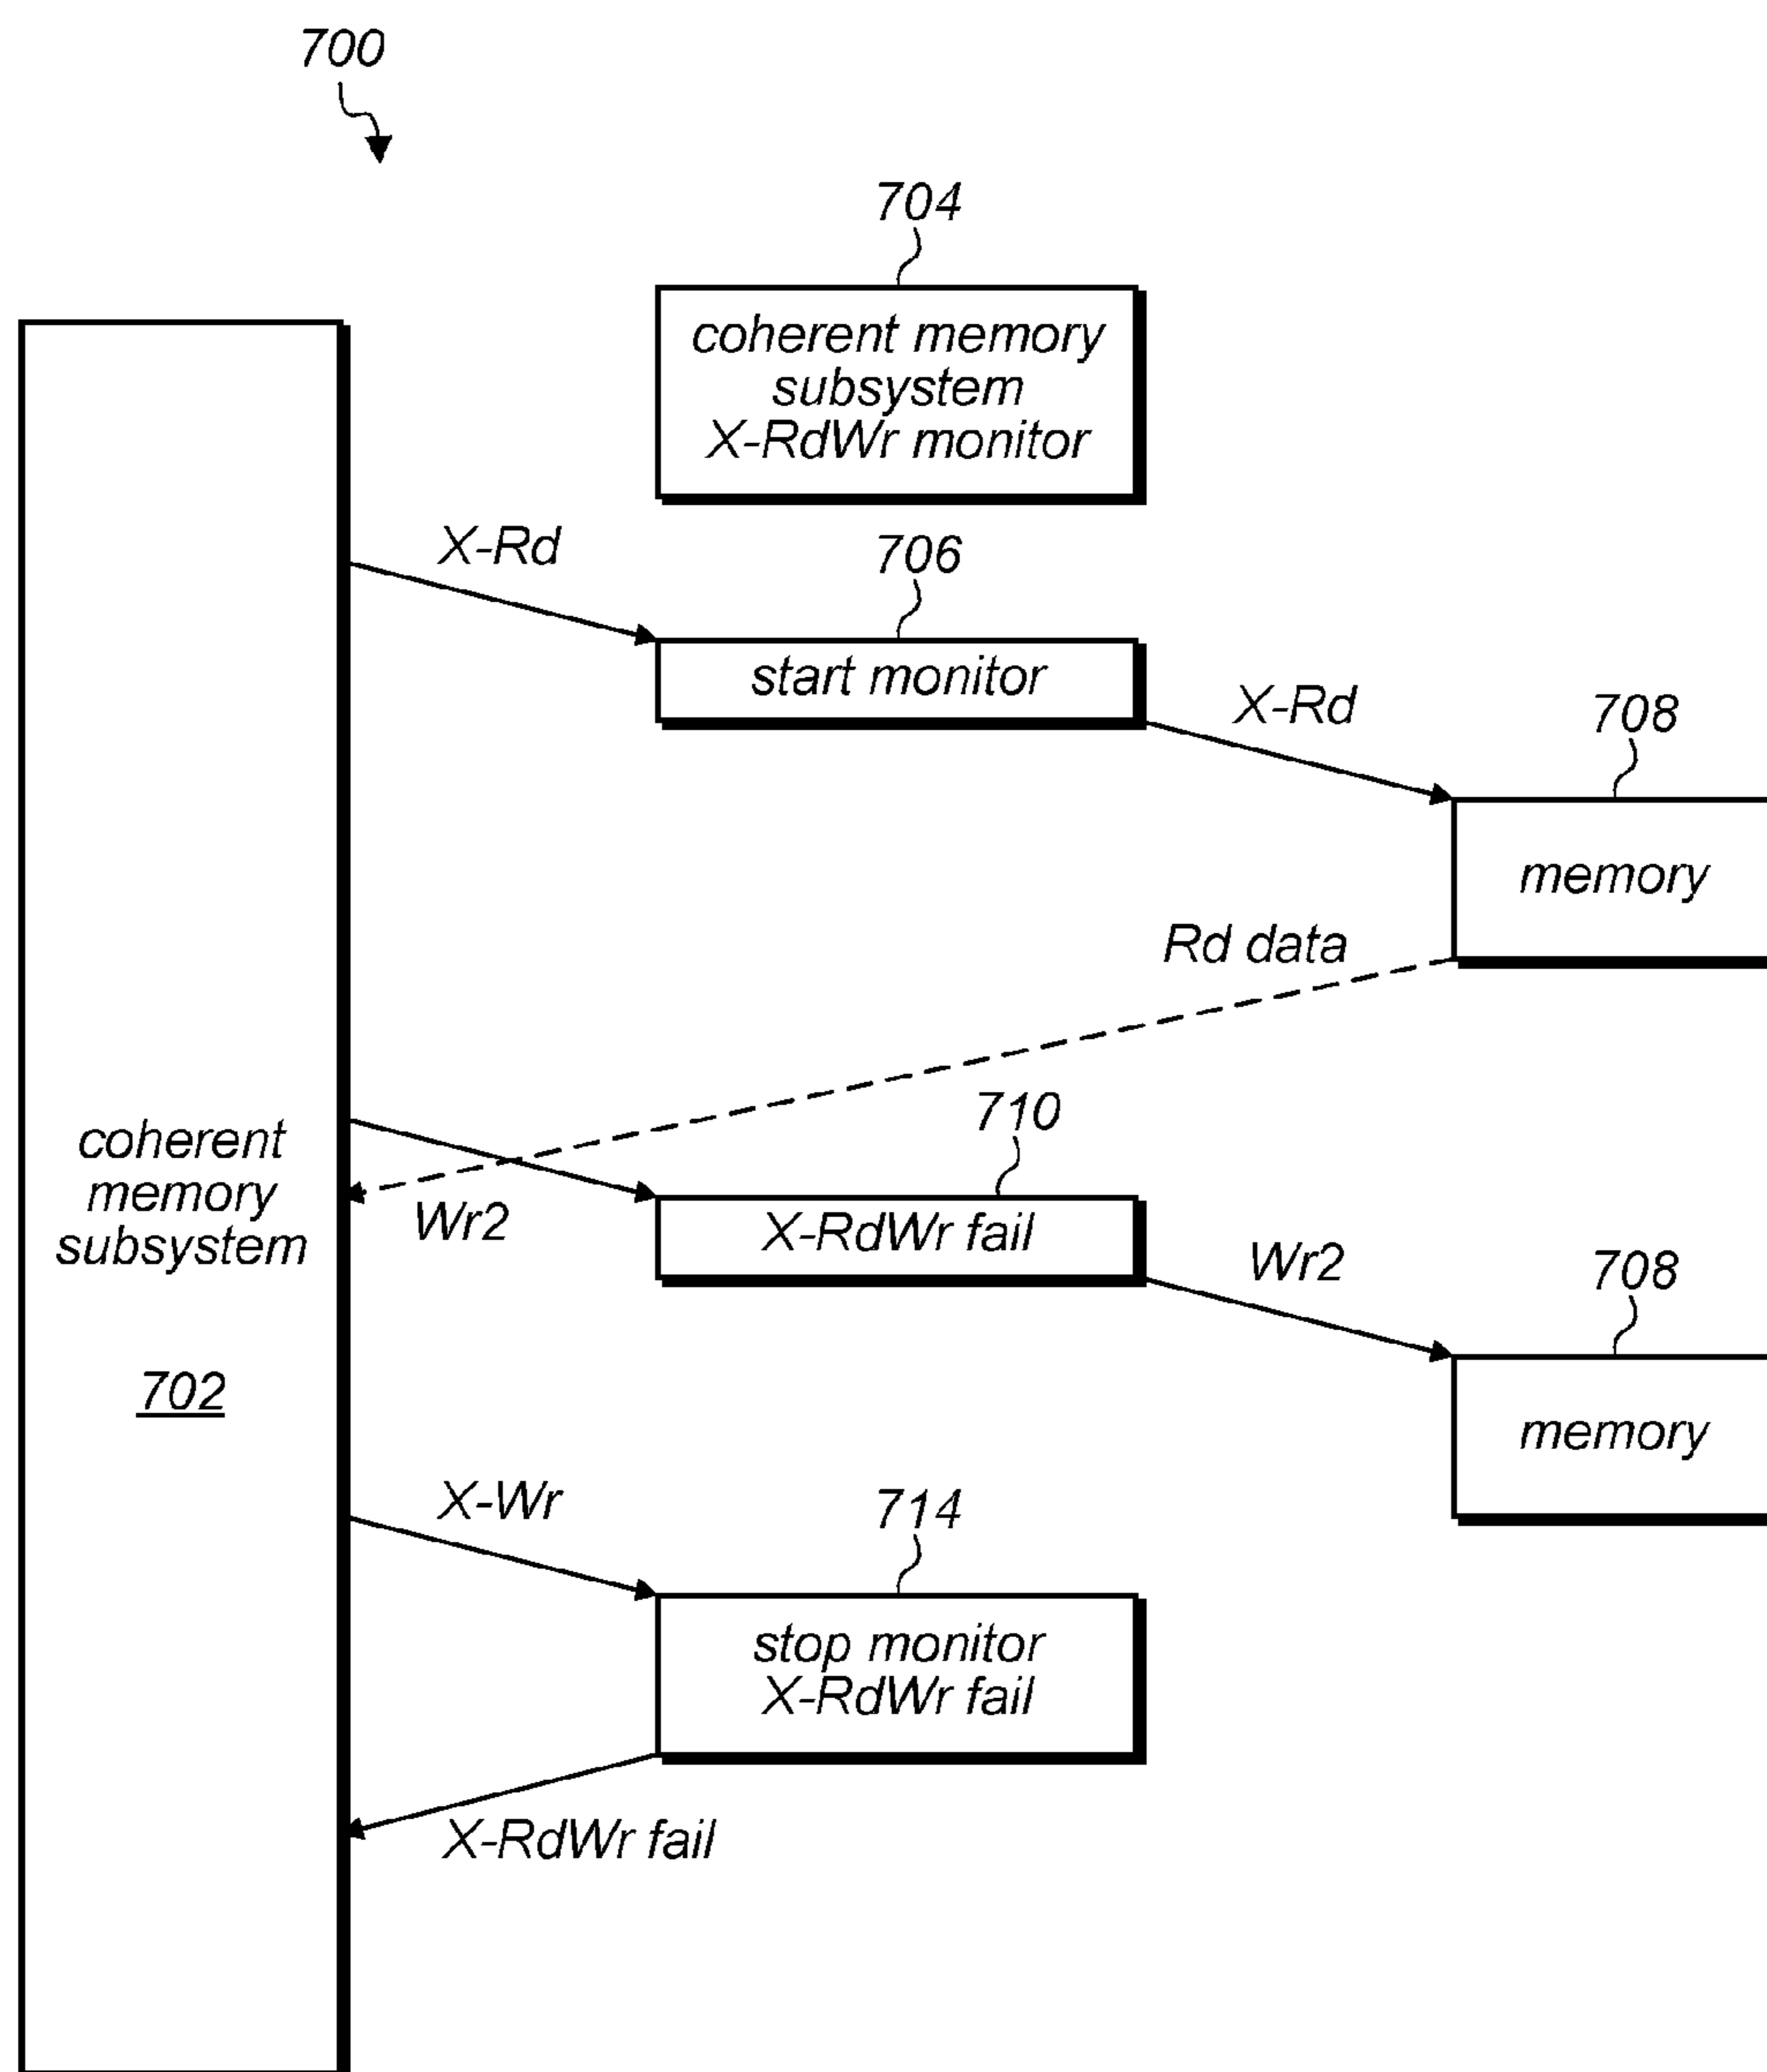 700
704
coherent memory
subsystem
X-RdWr monitor
X-Rd
706
start monitor
X-Rd
708
memory
Rd data
710
coherent
memory
subsystem
Wr2
X-RdWr fail
Wr2
708
702
memory
X-Wr
714
stop monitor
X-RdWr fail
X-RdWr fail